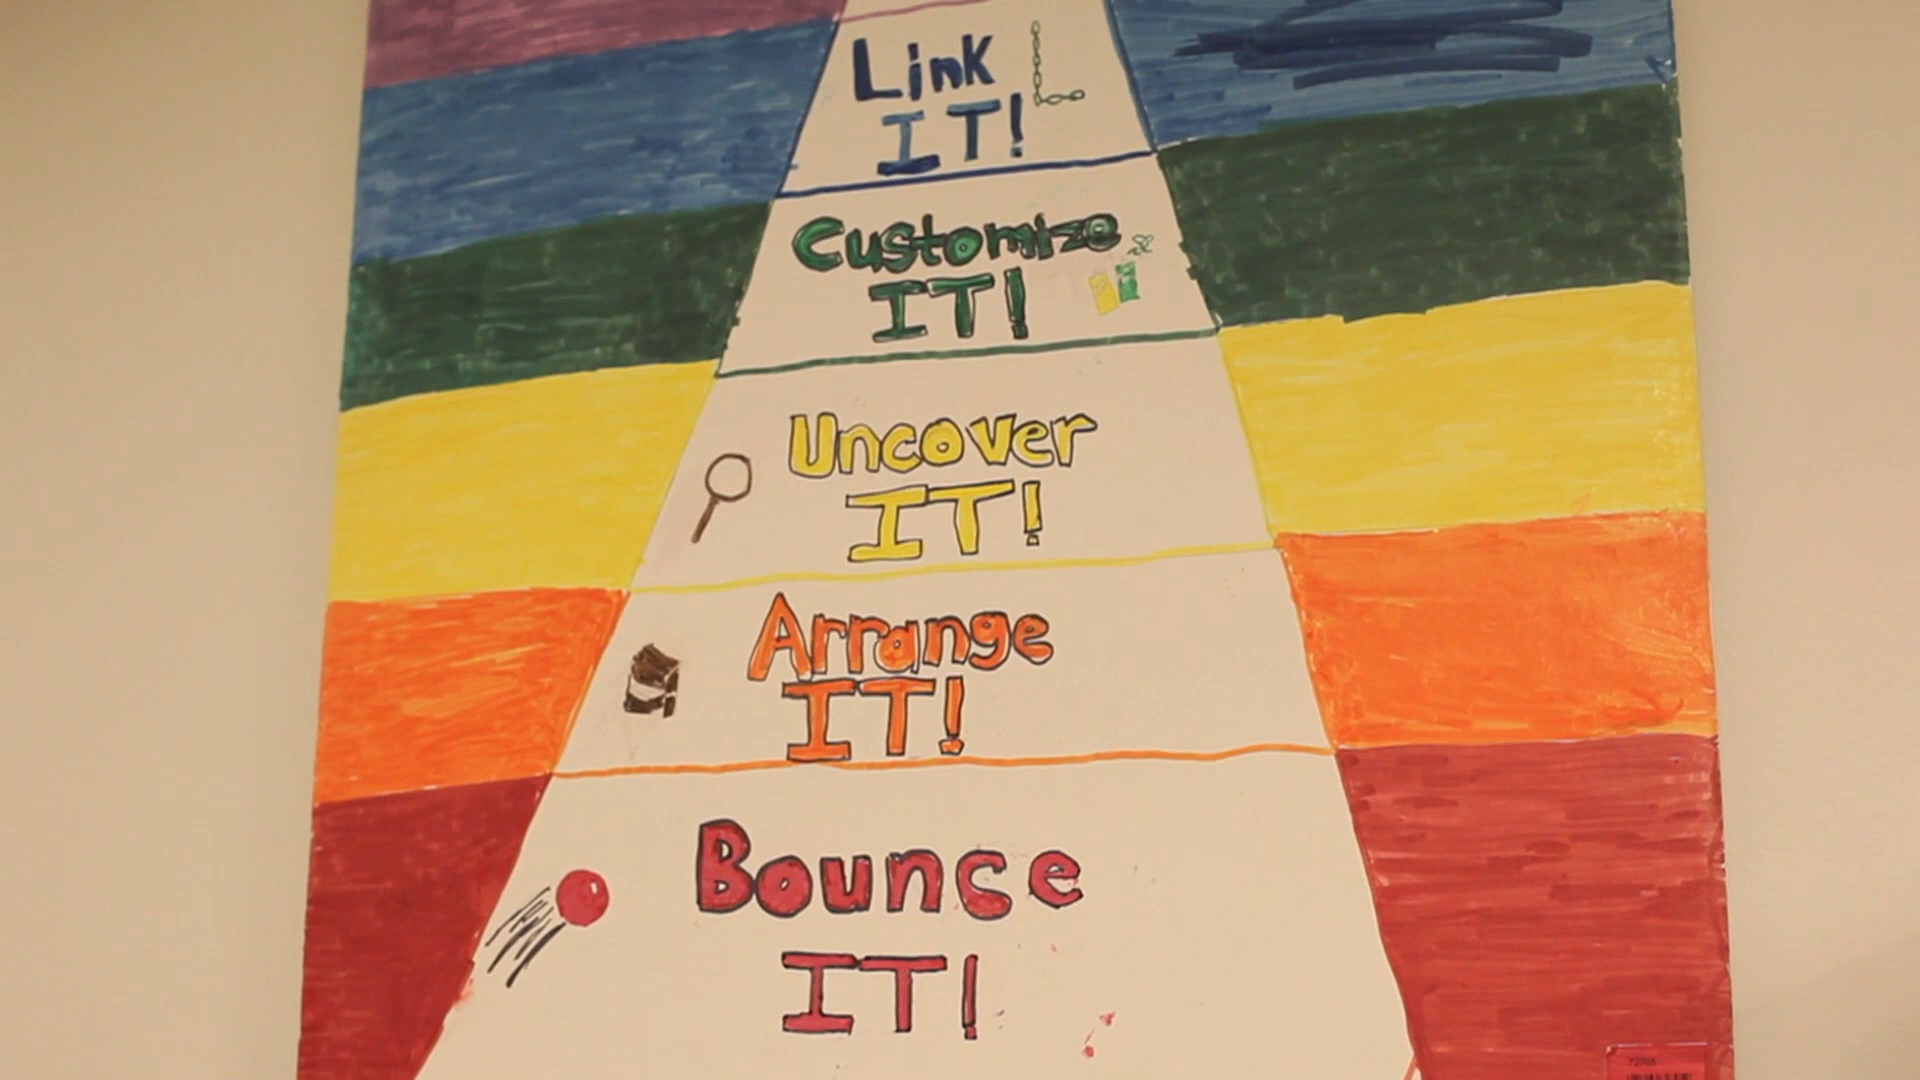 Link
IT!
Customize
IT!
Uncover
IT!
Arrange
IT!
Bounce
IT!